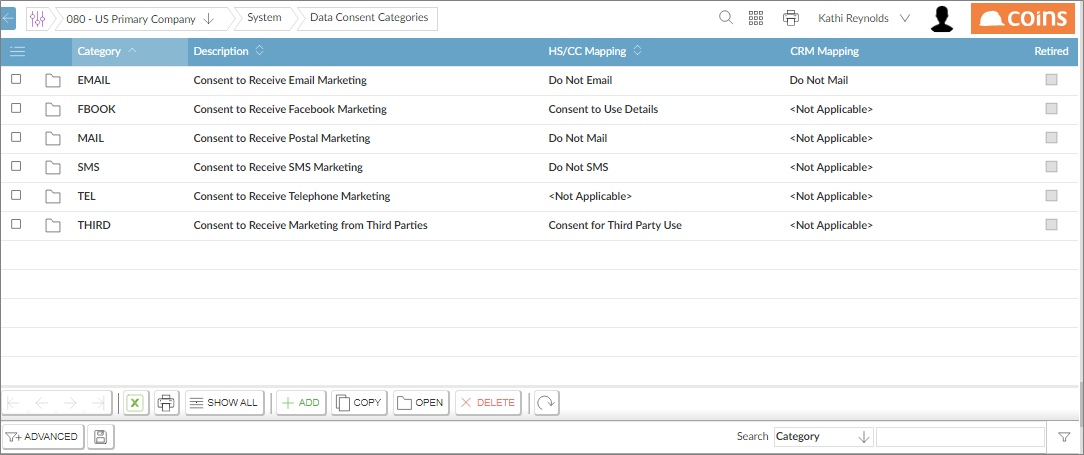 080 - US Primary Company System Data Consent Categories Kathi Reynolds coins
Category Description HS/CC Mapping CRM Mapping Retired
EMAIL Consent to Receive Email Marketing Do Not Email Do Not Mail
FBOOK Consent to Receive Facebook Marketing Consent to Use Details <Not Applicable>
MAIL Consent to Receive Postal Marketing Do Not Mail <Not Applicable>
SMS Consent to Receive SMS Marketing Do Not SMS <Not Applicable>
TEL Consent to Receive Telephone Marketing <Not Applicable> <Not Applicable>
THIRD Consent to Receive Marketing from Third Parties Consent for Third Party Use <Not Applicable>
X SHOW ALL + ADD COPY OPEN X DELETE
ADVANCED Search Category